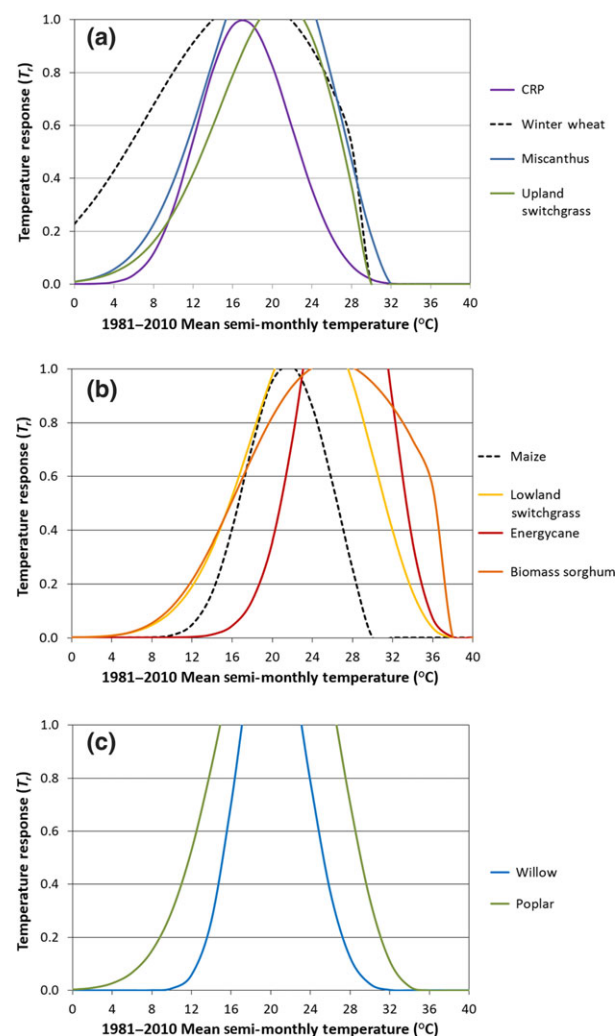 (a)
Temperature response (Tr)
1.0
0.8
0.6
0.4
0.2
0.0
0 4 8 12 16 20 24 28 32 36 40
1981–2010 Mean semi-monthly temperature (°C)
CRP
Winter wheat
Miscanthus
Upland
switchgrass
(b)
Temperature response (Tr)
1.0
0.8
0.6
0.4
0.2
0.0
0 4 8 12 16 20 24 28 32 36 40
1981–2010 Mean semi-monthly temperature (°C)
Maize
Lowland
switchgrass
Energycane
Biomass sorghum
(c)
Temperature response (Tr)
1.0
0.8
0.6
0.4
0.2
0.0
0 4 8 12 16 20 24 28 32 36 40
1981–2010 Mean semi-monthly temperature (°C)
Willow
Poplar